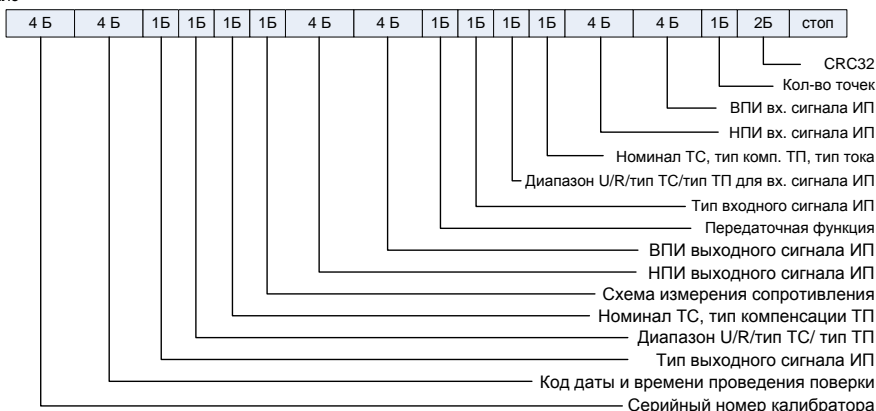 4 Б 4 Б 1Б 1Б 1Б 1Б 4 Б 4 Б 1Б 1Б 1Б 1Б 4 Б 4 Б 1Б 2Б стоп
CRC32
Кол-во точек
ВПИ вх. сигнала ИП
НПИ вх. сигнала ИП
Номинал ТС, тип комп. ТП, тип тока
Диапазон U/R/тип ТС/тип ТП для вх. сигнала ИП
Тип входного сигнала ИП
Передаточная функция
ВПИ выходного сигнала ИП
НПИ выходного сигнала ИП
Схема измерения сопротивления
Номинал ТС, тип компенсации ТП
Диапазон U/R/тип ТС/ тип ТП
Тип выходного сигнала ИП
Код даты и времени проведения поверки
Серийный номер калибратора